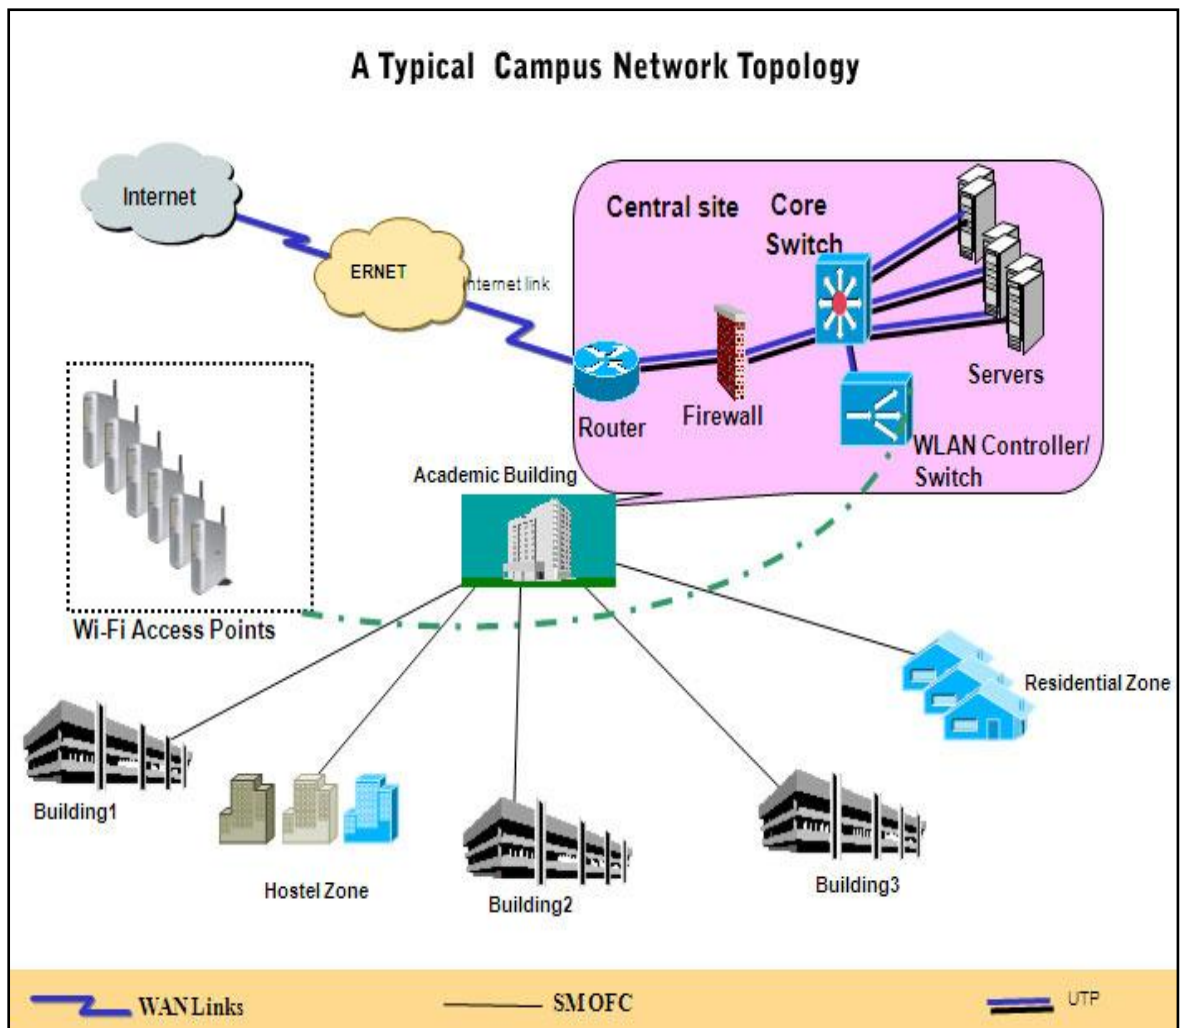 A Typical Campus Network Topology
Internet
ERNET
Internet link
Central site
Core
Switch
Servers
Router
Firewall
WLAN Controller/
Switch
Academic Building
Wi-Fi Access Points
Residential Zone
Building1
Hostel Zone
Building2
Building3
WAN Links
SM OFC
UTP